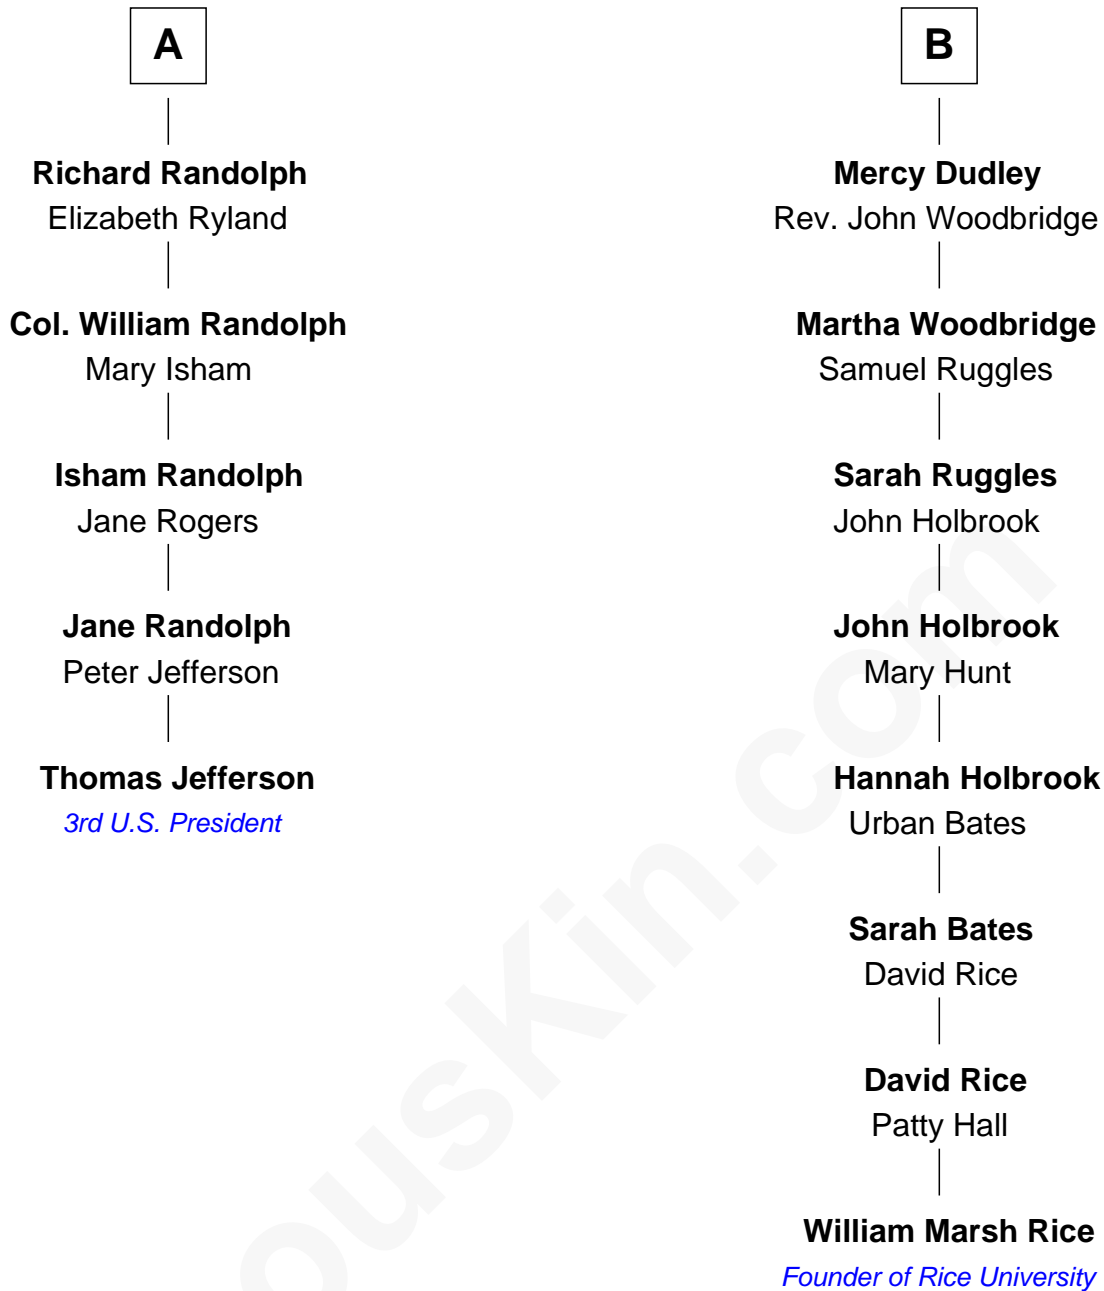 A
Richard Randolph
Elizabeth Ryland
Col. William Randolph
Mary Isham
Isham Randolph
Jane Rogers
Jane Randolph
Peter Jefferson
Thomas Jefferson
3rd U.S. President
B
Mercy Dudley
Rev. John Woodbridge
Martha Woodbridge
Samuel Ruggles
Sarah Ruggles
John Holbrook
John Holbrook
Mary Hunt
Hannah Holbrook
Urban Bates
Sarah Bates
David Rice
David Rice
Patty Hall
William Marsh Rice
Founder of Rice University
ousKin.com